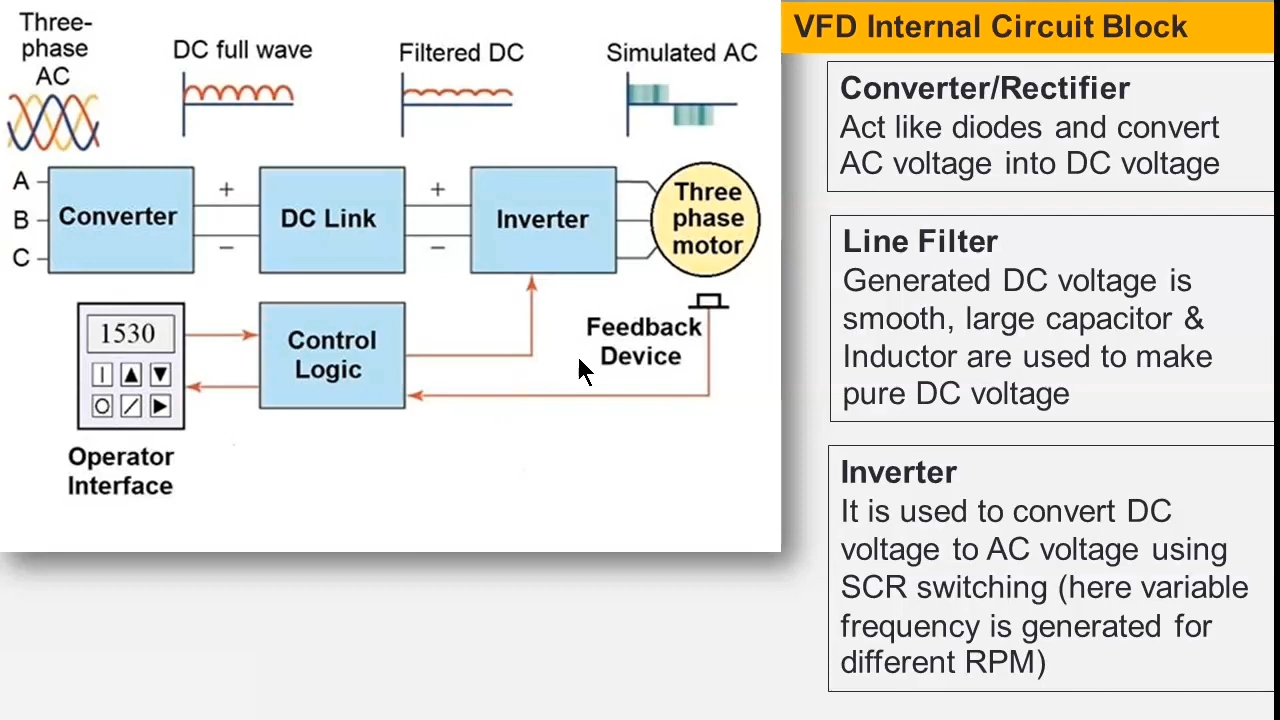 Three-
phase
AC
DC full wave
Filtered DC
Simulated AC
A
B
C
Converter
+
−
DC Link
+
−
Inverter
Three
phase
motor
1530
Control
Logic
Feedback
Device
Operator
Interface
VFD Internal Circuit Block
Converter/Rectifier
Act like diodes and convert
AC voltage into DC voltage
Line Filter
Generated DC voltage is
smooth, large capacitor &
Inductor are used to make
pure DC voltage
Inverter
It is used to convert DC
voltage to AC voltage using
SCR switching (here variable
frequency is generated for
different RPM)